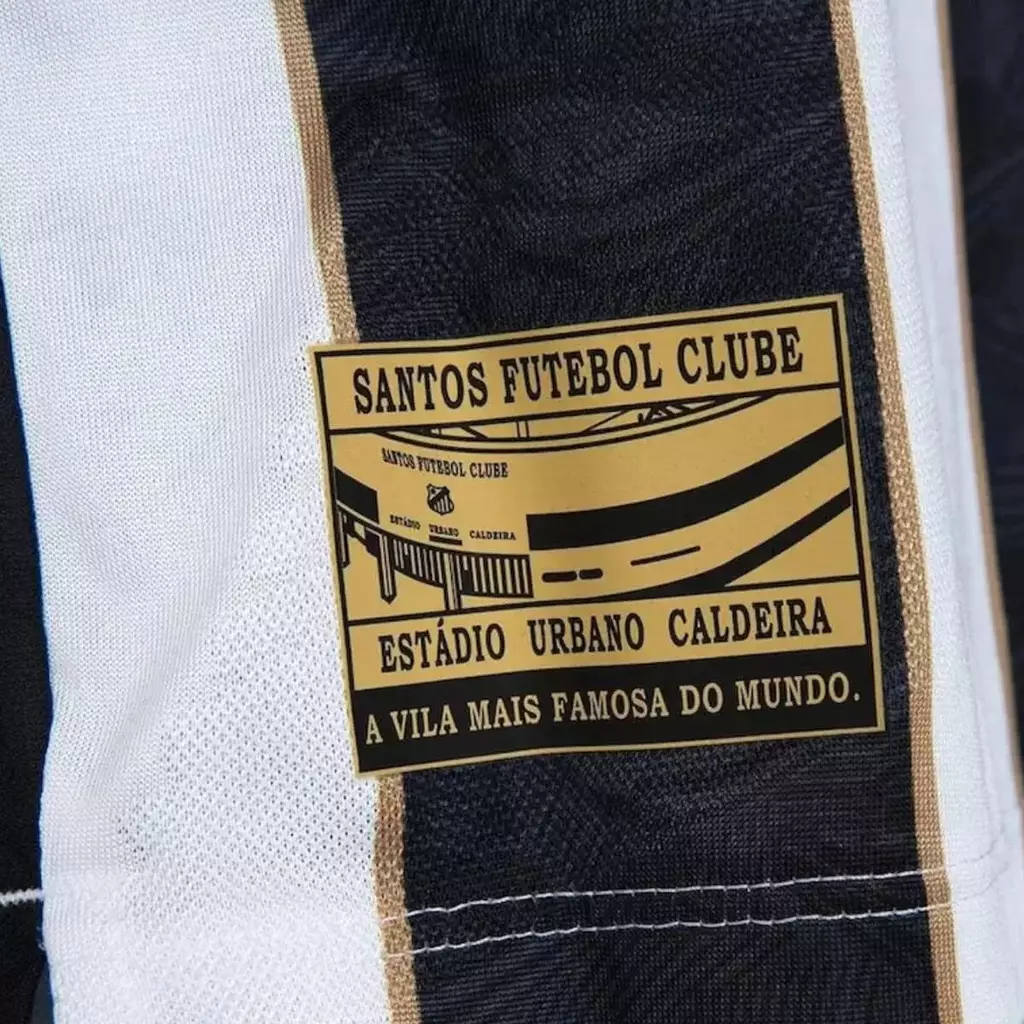 SANTOS FUTEBOL CLUBE
SANTOS FUTEBOL CLUBE
ESTÁDIO URBANO CALDEIRA
ESTÁDIO URBANO CALDEIRA
A VILA MAIS FAMOSA DO MUNDO.